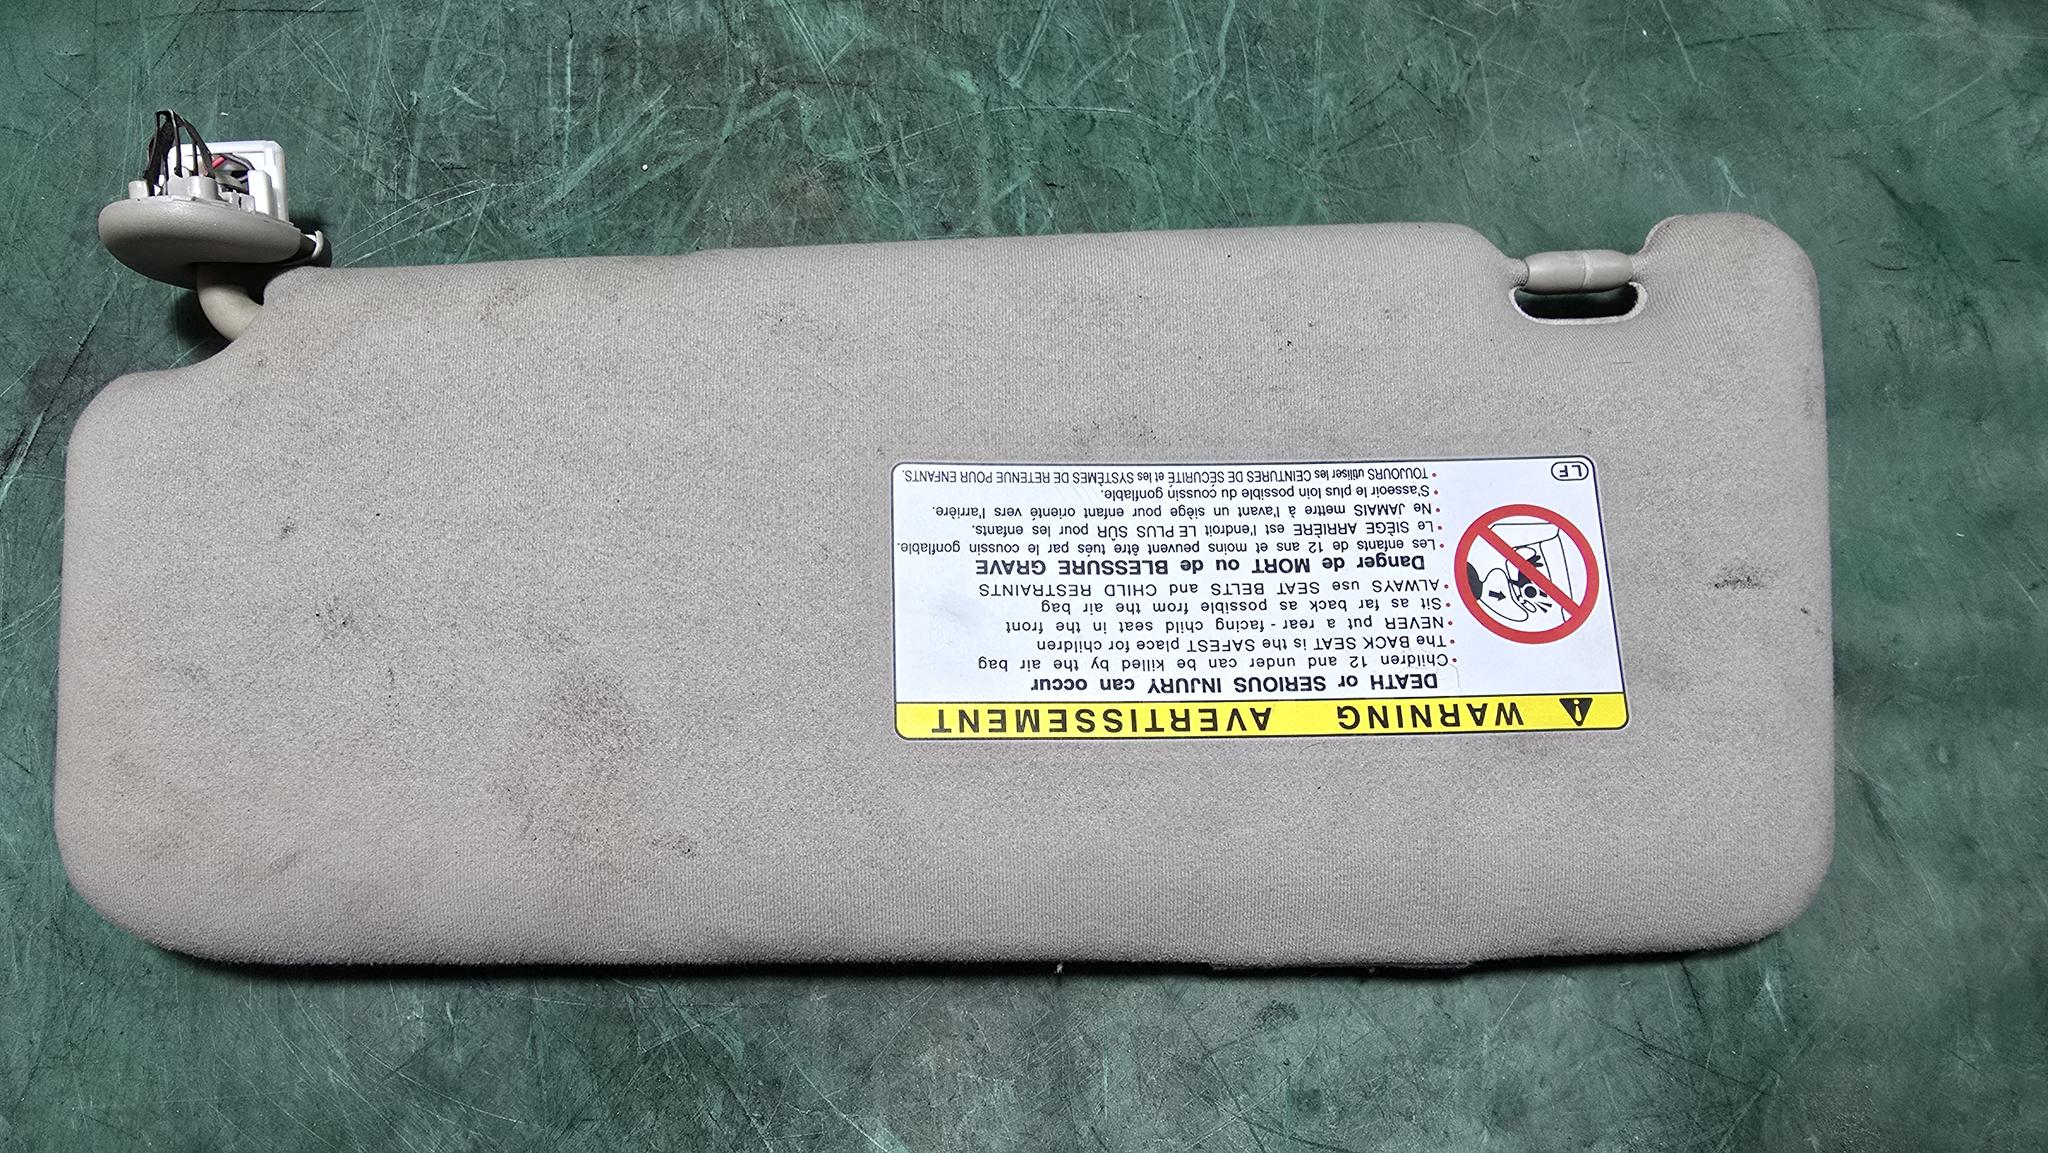 WARNING AVERTISSEMENT
DEATH or SERIOUS INJURY can occur
• Children 12 and under can be killed by the air bag
• The BACK SEAT is the SAFEST place for children
• NEVER put a rear - facing child seat in the front
• Sit as far back as possible from the air bag
• ALWAYS use SEAT BELTS and CHILD RESTRAINTS
Danger de MORT ou de BLESSURE GRAVE
• Les enfants de 12 ans et moins peuvent être tués par le coussin gonflable.
• Le SIÈGE ARRIÈRE est l'endroit LE PLUS SÛR pour les enfants.
• Ne JAMAIS mettre à l'avant un siège pour enfant orienté vers l'arrière.
• S'asseoir le plus loin possible du coussin gonflable.
• TOUJOURS utiliser les CEINTURES DE SÉCURITÉ et les SYSTÈMES DE RETENUE POUR ENFANTS.
LF